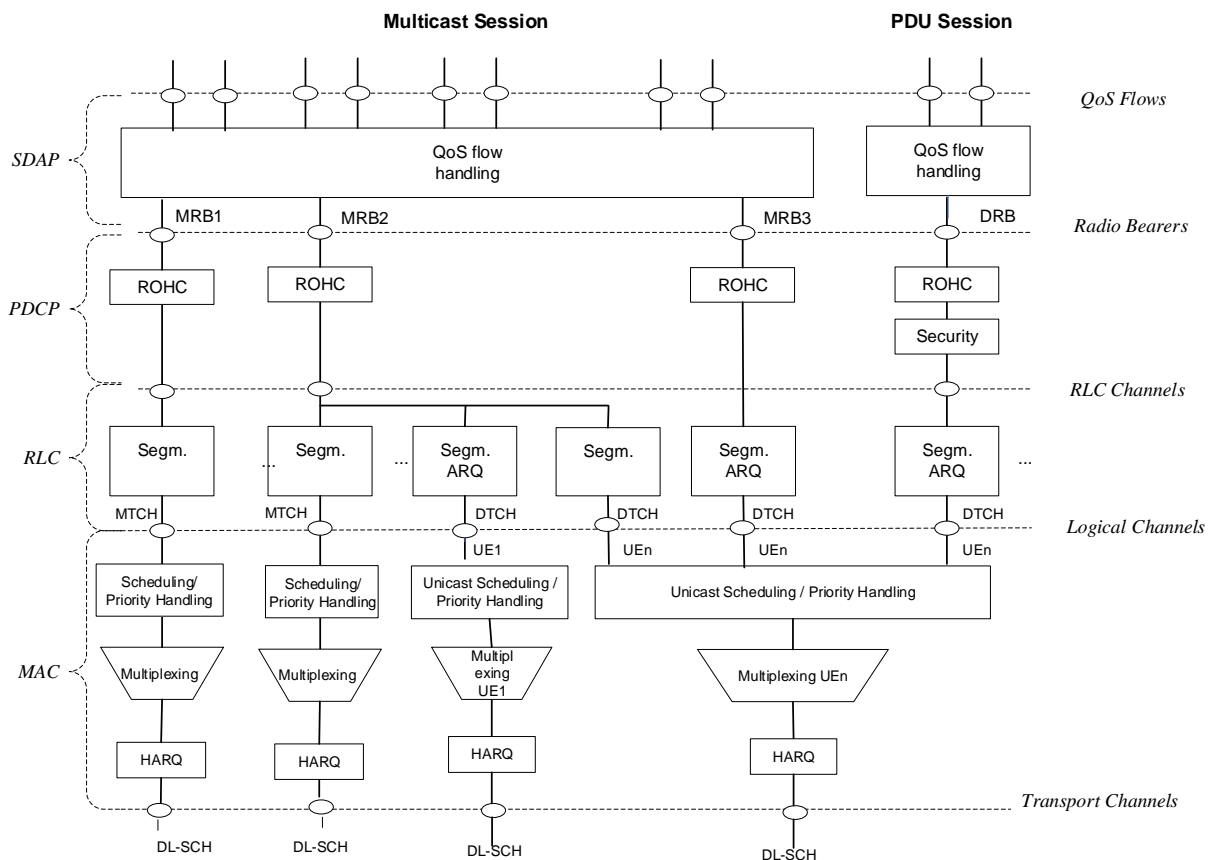 Multicast Session
PDU Session
QoS Flows
SDAP
QoS flow
handling
QoS flow
handling
MRB1
MRB2
MRB3
DRB
Radio Bearers
PDCP
ROHC
ROHC
ROHC
ROHC
Security
RLC Channels
RLC
Segm.
...
Segm.
...
Segm.
ARQ
Segm.
Segm.
ARQ
Segm.
ARQ
...
MTCH
MTCH
DTCH
DTCH
DTCH
DTCH
Logical Channels
UE1
UEn
UEn
UEn
MAC
Scheduling/
Priority Handling
Scheduling/
Priority Handling
Unicast Scheduling /
Priority Handling
Unicast Scheduling / Priority Handling
Multiplexing
Multiplexing
Multipl
exing
UE1
Multiplexing UEn
HARQ
HARQ
HARQ
HARQ
Transport Channels
DL-SCH
DL-SCH
DL-SCH
DL-SCH